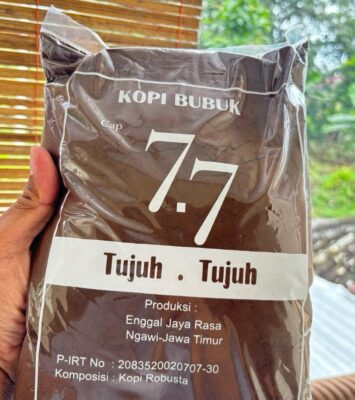 KOPI BUBUK
Cap
7.7
Tujuh . Tujuh
Produksi :
Enggal Jaya Rasa
Ngawi-Jawa Timur
P-IRT No : 2083520020707-30
Komposisi : Kopi Robusta